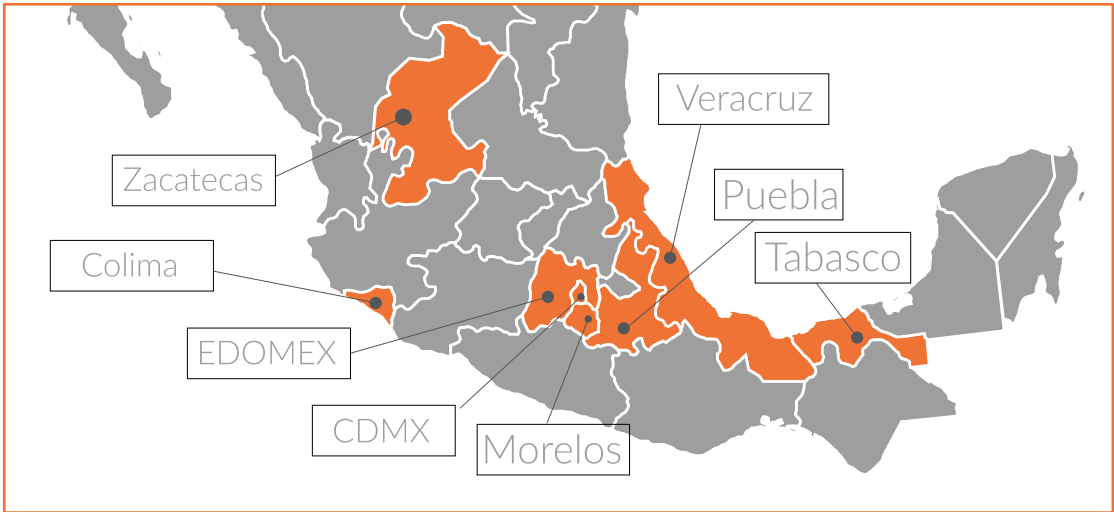 Veracruz
Zacatecas
Puebla
Colima
Tabasco
EDOMEX
CDMX
Morelos